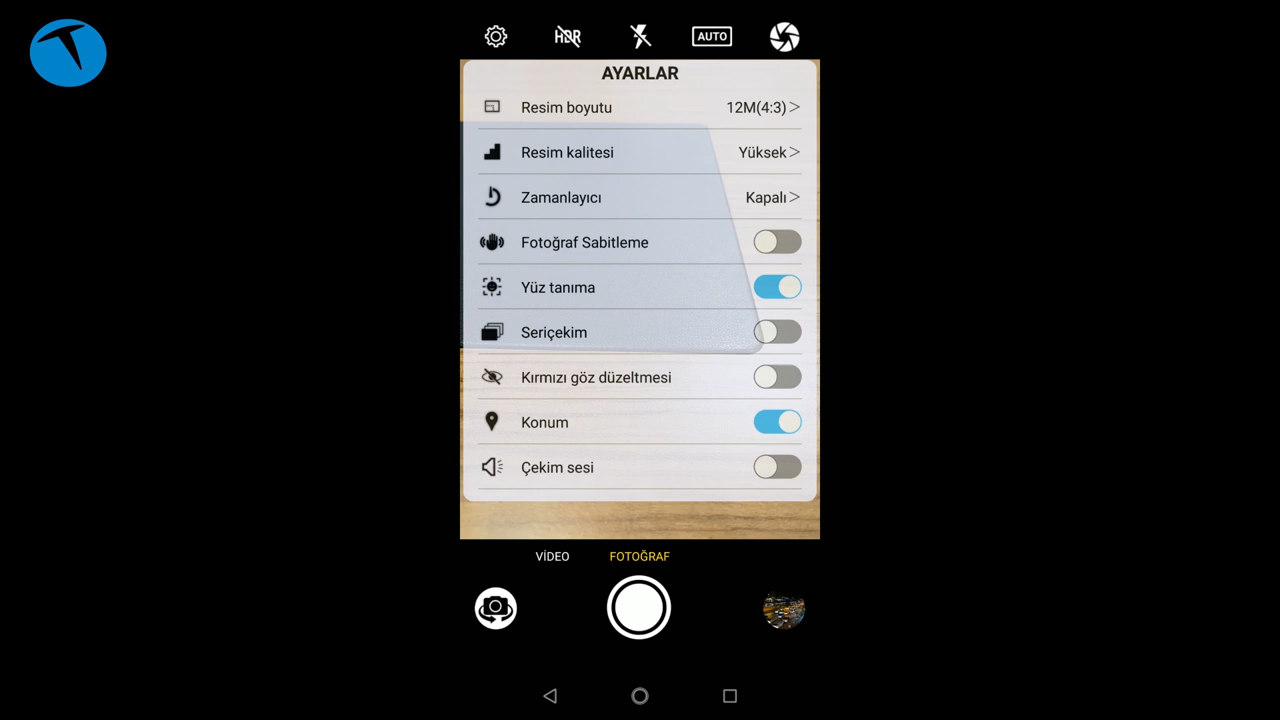 HDR
AUTO
AYARLAR
Resim boyutu 12M(4:3)>
Resim kalitesi Yüksek>
Zamanlayıcı Kapalı>
Fotoğraf Sabitleme
Yüz tanıma
Seriçekim
Kırmızı göz düzeltmesi
Konum
Çekim sesi
VİDEO FOTOĞRAF